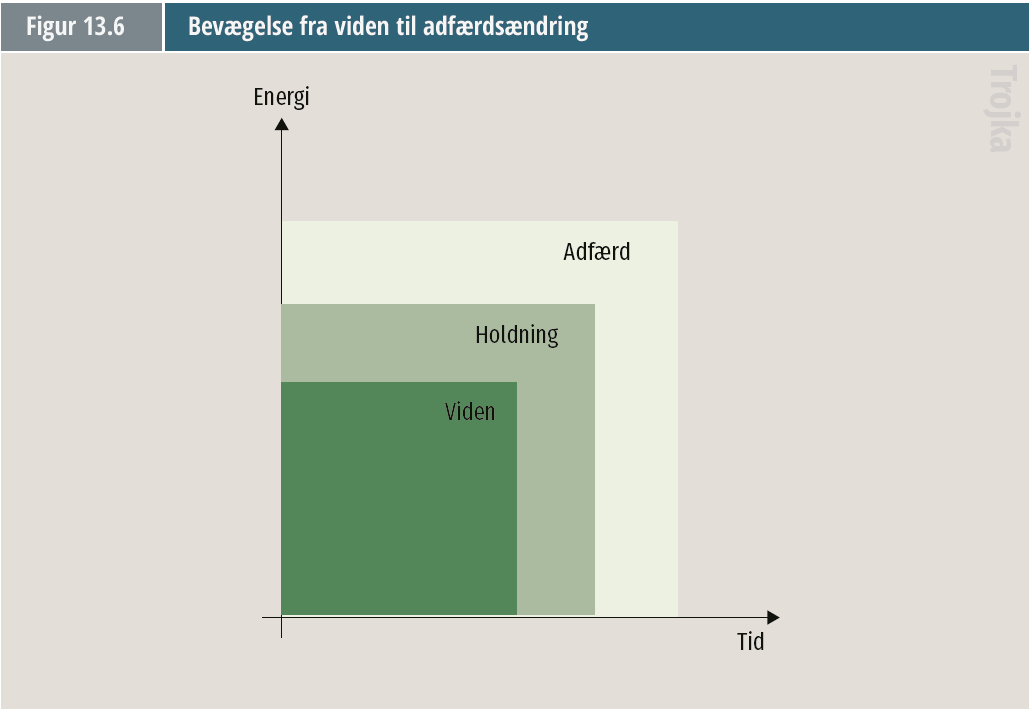 Figur 13.6
Bevægelse fra viden til adfærdsændring
Trojka
Energi
Adfærd
Holdning
Viden
Tid